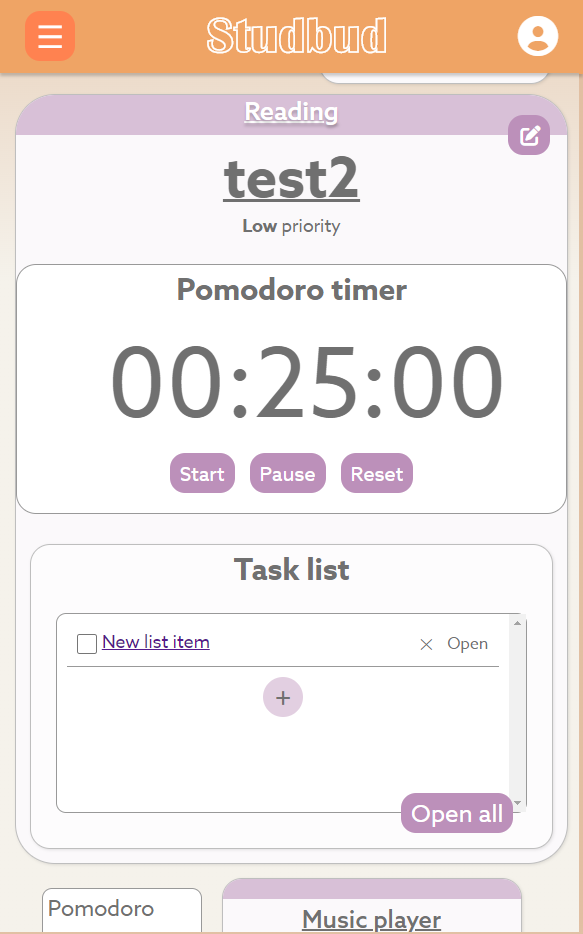 Studbud
Reading
test2
Low priority
Pomodoro timer
00:25:00
Start Pause Reset
Task list
New list item × Open
+
Open all
Pomodoro
Music player